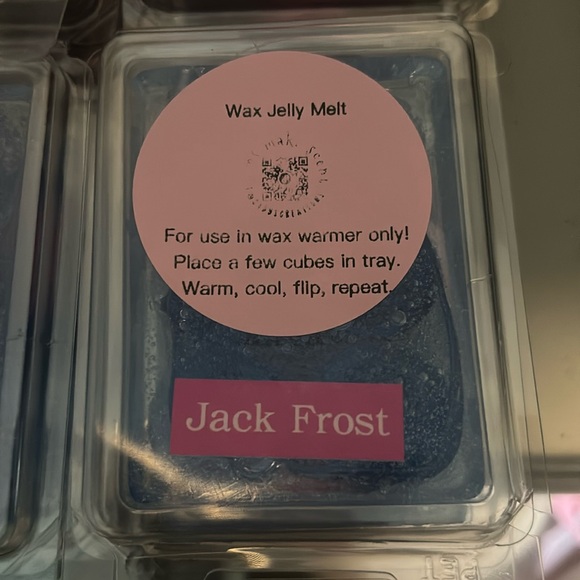 Wax Jelly Melt
For use in wax warmer only!
Place a few cubes in tray.
Warm, cool, flip, repeat.
Jack Frost